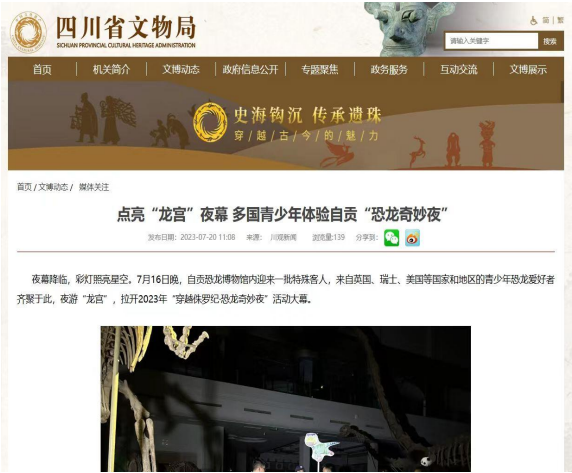 四川省文物局
SICHUAN PROVINCIAL CULTURAL HERITAGE ADMINISTRATION
简 | 繁
请输入关键字 搜索
首页 机关简介 文博动态 政府信息公开 专题聚焦 政务服务 互动交流 文博展示
史海钩沉 传承遗珠
穿/越/古/今/的/魅/力
首页 / 文博动态 / 媒体关注
点亮“龙宫”夜幕 多国青少年体验自贡“恐龙奇妙夜”
发布日期：2023-07-20 11:08 来源： 川观新闻 浏览量:139 分享到：
夜幕降临，彩灯照亮星空。7月16日晚，自贡恐龙博物馆内迎来一批特殊客人，来自英国、瑞士、美国等国家和地区的青少年恐龙爱好者
齐聚于此，夜游“龙宫”，拉开2023年“穿越侏罗纪·恐龙奇妙夜”活动大幕。